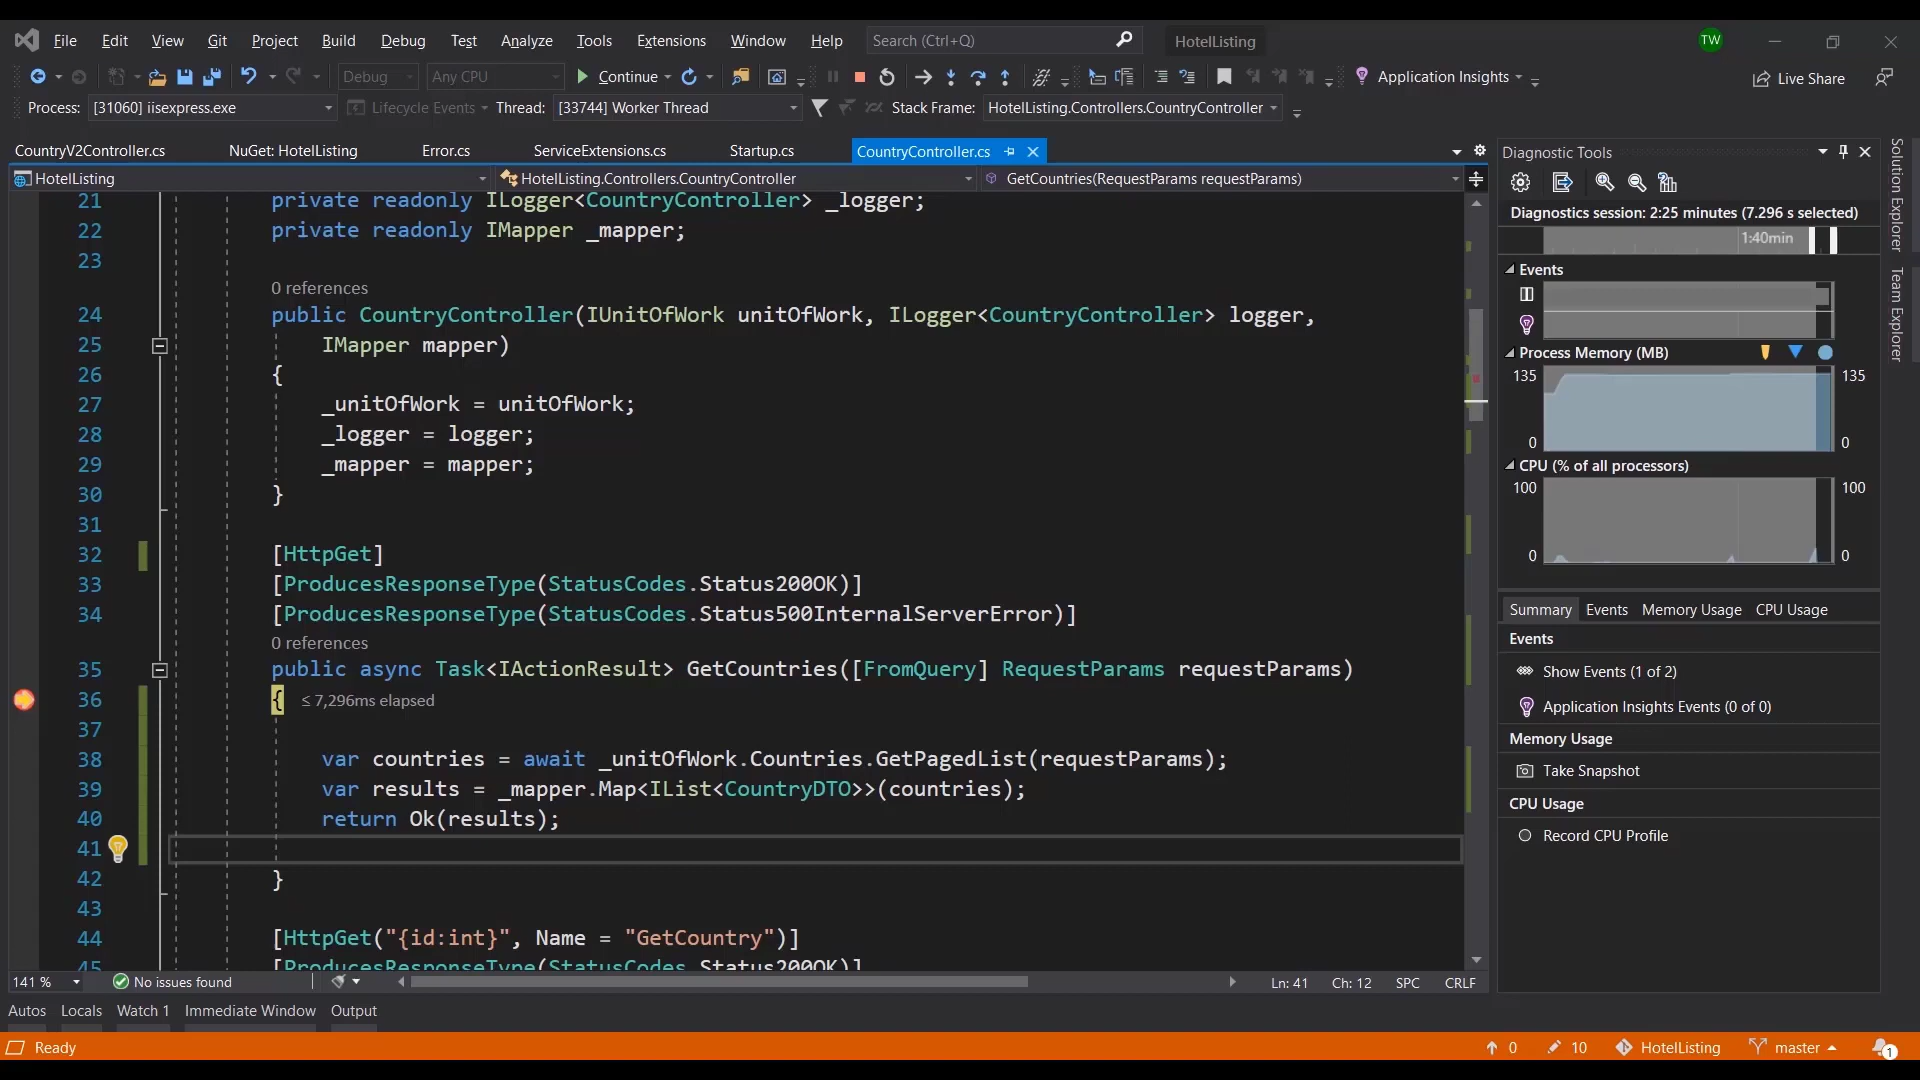 File Edit View Git Project Build Debug Test Analyze Tools Extensions Window Help Search (Ctrl+Q) HotelListing TW
Debug Any CPU Continue Application Insights Live Share
Process: [31060] iisexpress.exe Lifecycle Events Thread: [33744] Worker Thread Stack Frame: HotelListing.Controllers.CountryController
CountryV2Controller.cs NuGet: HotelListing Error.cs ServiceExtensions.cs Startup.cs CountryController.cs
HotelListing HotelListing.Controllers.CountryController GetCountries(RequestParams requestParams)
21 private readonly ILogger<CountryController> _logger;
22 private readonly IMapper _mapper;
23
0 references
24 public CountryController(IUnitOfWork unitOfWork, ILogger<CountryController> logger,
25 IMapper mapper)
26 {
27 _unitOfWork = unitOfWork;
28 _logger = logger;
29 _mapper = mapper;
30 }
31
32 [HttpGet]
33 [ProducesResponseType(StatusCodes.Status200OK)]
34 [ProducesResponseType(StatusCodes.Status500InternalServerError)]
0 references
35 public async Task<IActionResult> GetCountries([FromQuery] RequestParams requestParams)
36 { ≤ 7,296ms elapsed
37
38 var countries = await _unitOfWork.Countries.GetPagedList(requestParams);
39 var results = _mapper.Map<IList<CountryDTO>>(countries);
40 return Ok(results);
41
42 }
43
44 [HttpGet("{id:int}", Name = "GetCountry")]
45 [ProducesResponseType(StatusCodes.Status200OK)]
141 % No issues found Ln: 41 Ch: 12 SPC CRLF
Diagnostic Tools
Diagnostics session: 2:25 minutes (7.296 s selected)
1:40min
Events
Process Memory (MB)
135 135
0 0
CPU (% of all processors)
100 100
0 0
Summary Events Memory Usage CPU Usage
Events
Show Events (1 of 2)
Application Insights Events (0 of 0)
Memory Usage
Take Snapshot
CPU Usage
Record CPU Profile
Solution Explorer
Team Explorer
Autos Locals Watch 1 Immediate Window Output
Ready 0 10 HotelListing master 1